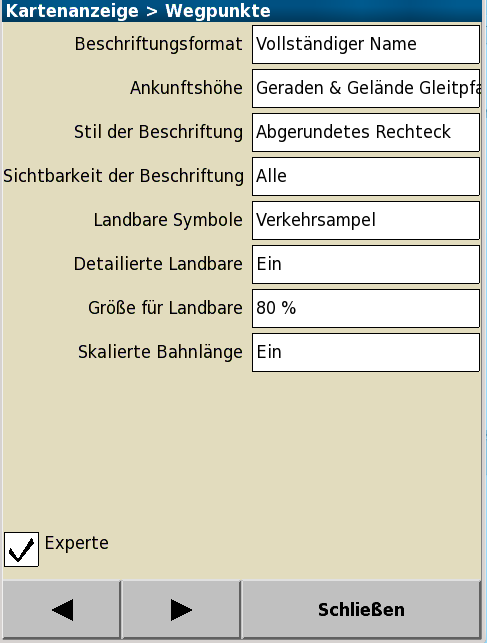 Kartenanzeige > Wegpunkte
Beschriftungsformat Vollständiger Name
Ankunftshöhe Geraden & Gelände Gleitpfa
Stil der Beschriftung Abgerundetes Rechteck
Sichtbarkeit der Beschriftung Alle
Landbare Symbole Verkehrsampel
Detailierte Landbare Ein
Größe für Landbare 80 %
Skalierte Bahnlänge Ein
Experte
Schließen